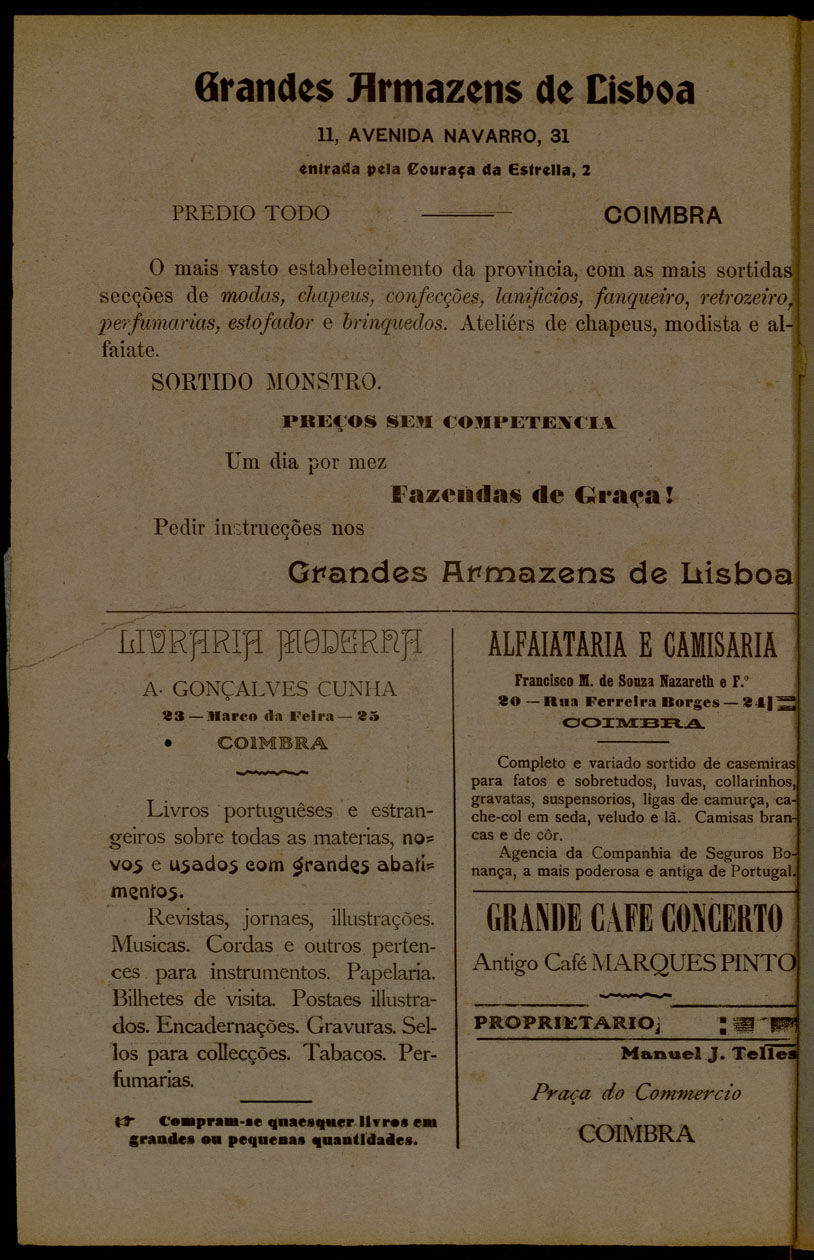 Grandes Armazens de Lisboa
11, AVENIDA NAVARRO, 31
entrada pela Couraça da Estrella, 2
PREDIO TODO COIMBRA
O mais vasto estabelecimento da provincia, com as mais sortidas
secções de modas, chapeus, confecções, lanificios, fanqueiro, retrozeiro,
perfumarias, estofador e brinquedos. Ateliérs de chapeus, modista e al-
faiate.
SORTIDO MONSTRO.
PREÇOS SEM COMPETENCIA
Um dia por mez
Fazendas de Graça!
Pedir instrucções nos
Grandes Armazens de Lisboa
LIVRARIA MODERNA
A. GONÇALVES CUNHA
23 — Marco da Feira — 25
COIMBRA
Livros portuguêses e estran-
geiros sobre todas as materias, no-
vos e usados com grandes abati-
mentos.
Revistas, jornaes, illustrações.
Musicas. Cordas e outros perten-
ces para instrumentos. Papelaria.
Bilhetes de visita. Postaes illustra-
dos. Encadernações. Gravuras. Sel-
los para collecções. Tabacos. Per-
fumarias.
☞ Compram-se quaesquer livros em
grandes ou pequenas quantidades.
ALFAIATARIA E CAMISARIA
Francisco M. de Souza Nazareth e F.º
20 — Rua Ferreira Borges — 24
COIMBRA
Completo e variado sortido de casemiras
para fatos e sobretudos, luvas, collarinhos,
gravatas, suspensorios, ligas de camurça, ca-
che-col em seda, veludo e lã. Camisas bran-
cas e de côr.
Agencia da Companhia de Seguros Bo-
nança, a mais poderosa e antiga de Portugal.
GRANDE CAFE CONCERTO
Antigo Café MARQUES PINTO
PROPRIETARIO;
Manuel J. Telles
Praça do Commercio
COIMBRA